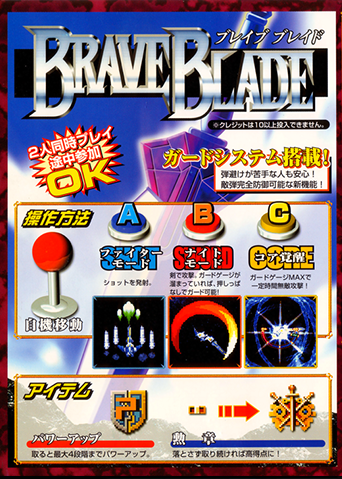 ブレイブ ブレイド
BRAVE BLADE
※クレジットは10以上投入できません。
2人同時プレイ
途中参加
OK
ガードシステム搭載!
弾避けが苦手な人も安心!
敵弾完全防御可能な新機能!
操作方法
自機移動
A
ファイター
モード
ショットを発射。
B
ナイト
モード
剣で攻撃、ガードゲージが
溜まっていれば、押しっぱ
なしでガード可能!
C
CORE
コア覚醒
ガードゲージMAXで
一定時間無敵攻撃!
アイテム
パワーアップ
取ると最大4段階までパワーアップ。
勲章
落とさず取り続ければ高得点に!